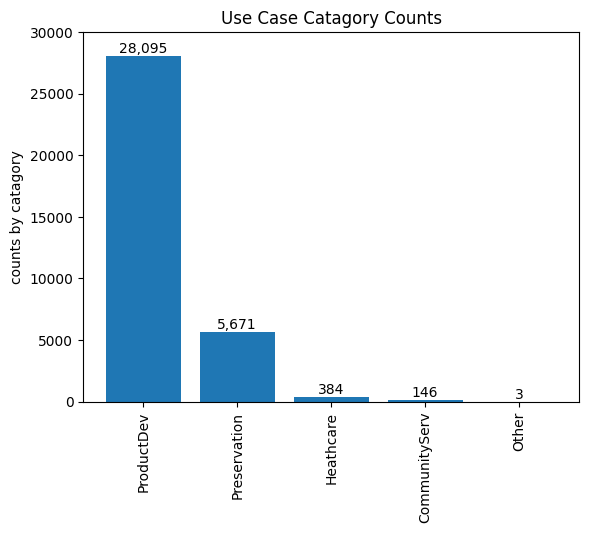 Use Case Catagory Counts
counts by catagory
30000
25000
20000
15000
10000
5000
0
28,095
5,671
384
146
3
ProductDev
Preservation
Heathcare
CommunityServ
Other